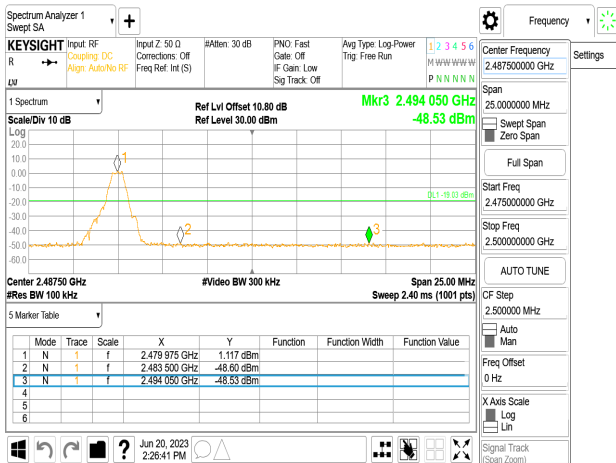 Spectrum Analyzer 1
Swept SA
Frequency
KEYSIGHT
R
LXI
Input: RF
Coupling: DC
Align: Auto/No RF
Input Z: 50 Ω
Corrections: Off
Freq Ref: Int (S)
#Atten: 30 dB
PNO: Fast
Gate: Off
IF Gain: Low
Sig Track: Off
Avg Type: Log-Power
Trig: Free Run
1 2 3 4 5 6
M W W W W W
P N N N N N
1 Spectrum
Scale/Div 10 dB
Ref Lvl Offset 10.80 dB
Ref Level 30.00 dBm
Mkr3 2.494 050 GHz
-48.53 dBm
Log
20.0
10.0
0.00
-10.0
-20.0
-30.0
-40.0
-50.0
-60.0
1
2
3
DL1 -19.03 dBm
Center 2.48750 GHz
#Res BW 100 kHz
#Video BW 300 kHz
Span 25.00 MHz
Sweep 2.40 ms (1001 pts)
5 Marker Table
Mode Trace Scale X Y Function Function Width Function Value
1 N 1 f 2.479 975 GHz 1.117 dBm
2 N 1 f 2.483 500 GHz -48.60 dBm
3 N 1 f 2.494 050 GHz -48.53 dBm
4
5
6
?
Jun 20, 2023
2:26:41 PM
Center Frequency
2.487500000 GHz
Settings
Span
25.0000000 MHz
Swept Span
Zero Span
Full Span
Start Freq
2.475000000 GHz
Stop Freq
2.500000000 GHz
AUTO TUNE
CF Step
2.500000 MHz
Auto
Man
Freq Offset
0 Hz
X Axis Scale
Log
Lin
Signal Track
(Span Zoom)